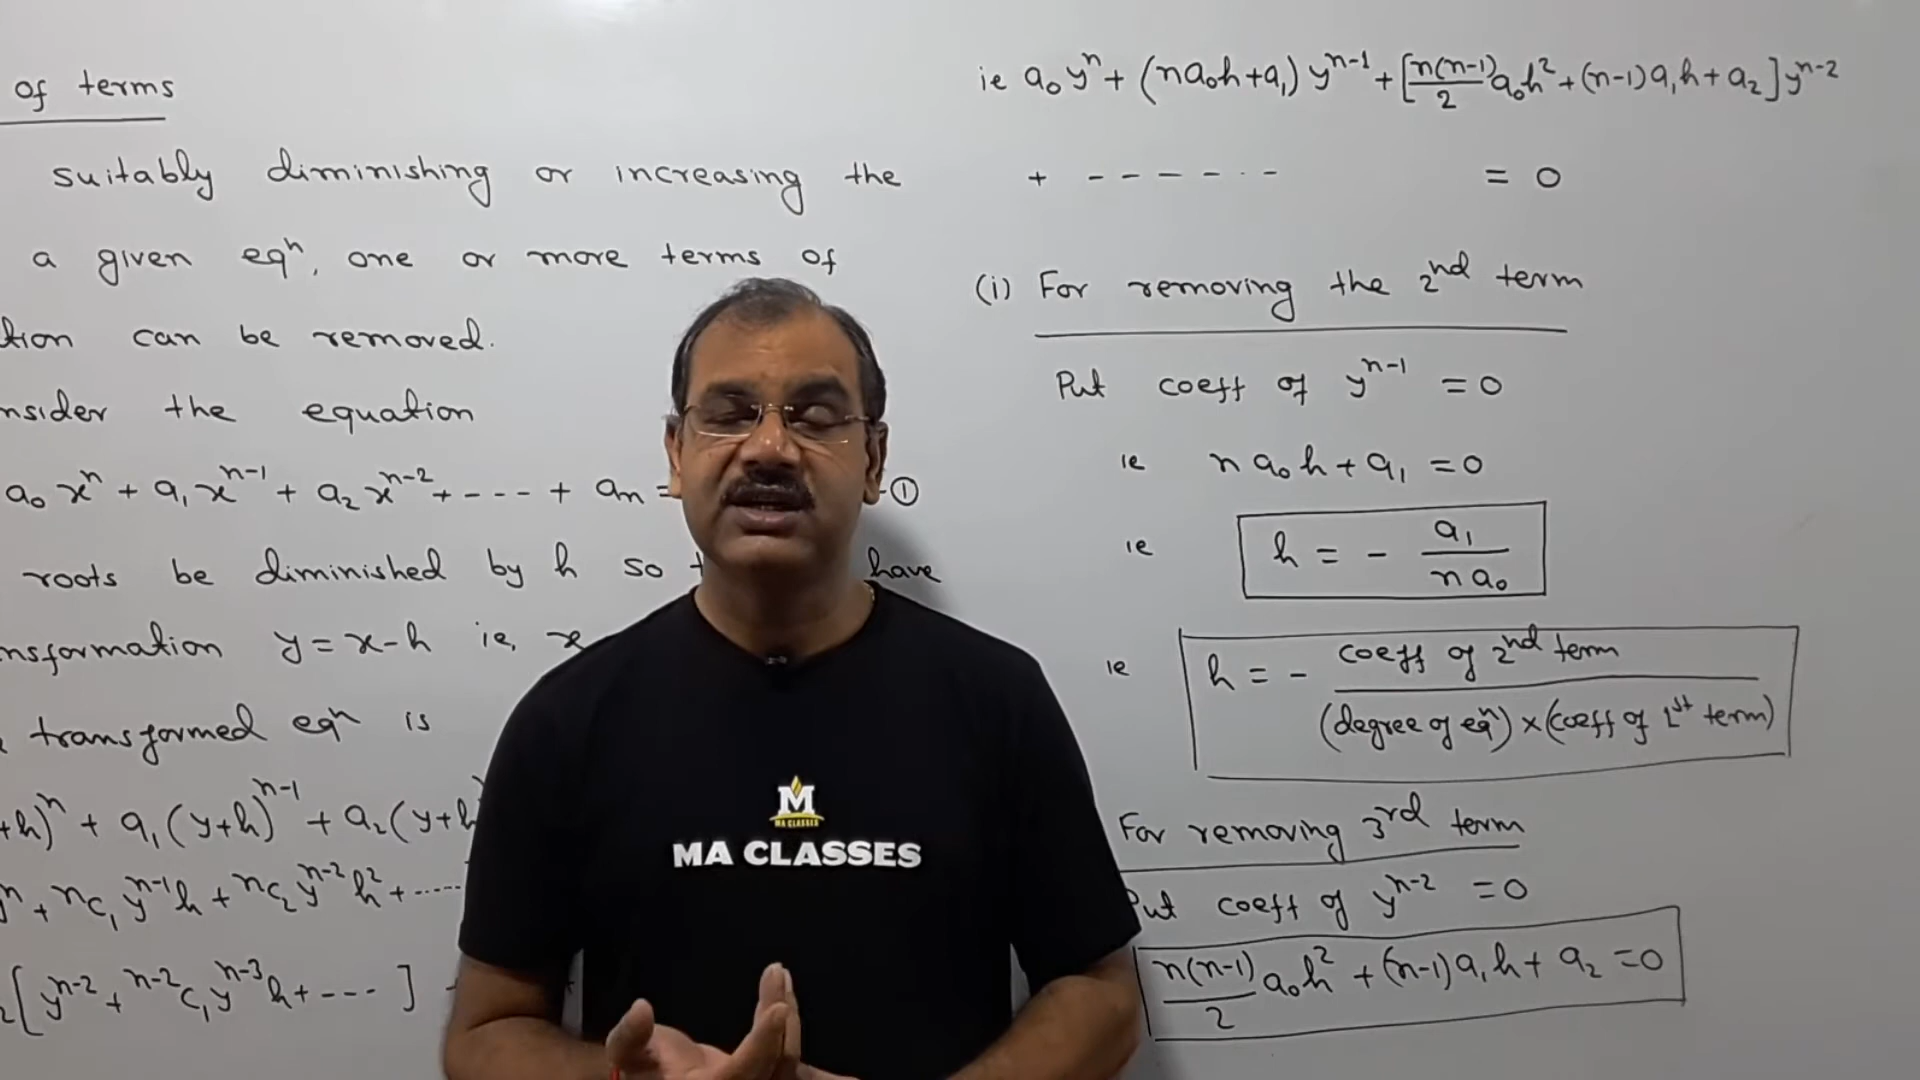 of terms
suitably diminishing or increasing the
a given eqⁿ, one or more terms of
tion can be removed.
nsider the equation
a₀xⁿ + a₁xⁿ⁻¹ + a₂xⁿ⁻² + ---- + aₙ = - ①
roots be diminished by h so t have
nsformation y = x-h ie, x
transformed eqⁿ is
+h)ⁿ + a₁(y+h)ⁿ⁻¹ + a₂(y+h
ⁿ + nc₁yⁿ⁻¹h + nc₂yⁿ⁻²h² + ......
[yⁿ⁻² + ⁿ⁻²c₁yⁿ⁻³h + ---- ]
ie a₀yⁿ + (na₀h+a₁)yⁿ⁻¹ + [n(n-1)/2 a₀h² + (n-1)a₁h + a₂]yⁿ⁻²
+ - - - - - - - = 0
(i) For removing the 2nd term
Put coeff of yⁿ⁻¹ = 0
ie na₀h + a₁ = 0
ie h = - a₁/na₀
ie h = - coeff of 2nd term / (degree of eqⁿ) × (coeff of 1st term)
For removing 3rd term
Put coeff of yⁿ⁻² = 0
n(n-1)/2 a₀h² + (n-1)a₁h + a₂ = 0
M
MA CLASSES
MA CLASSES